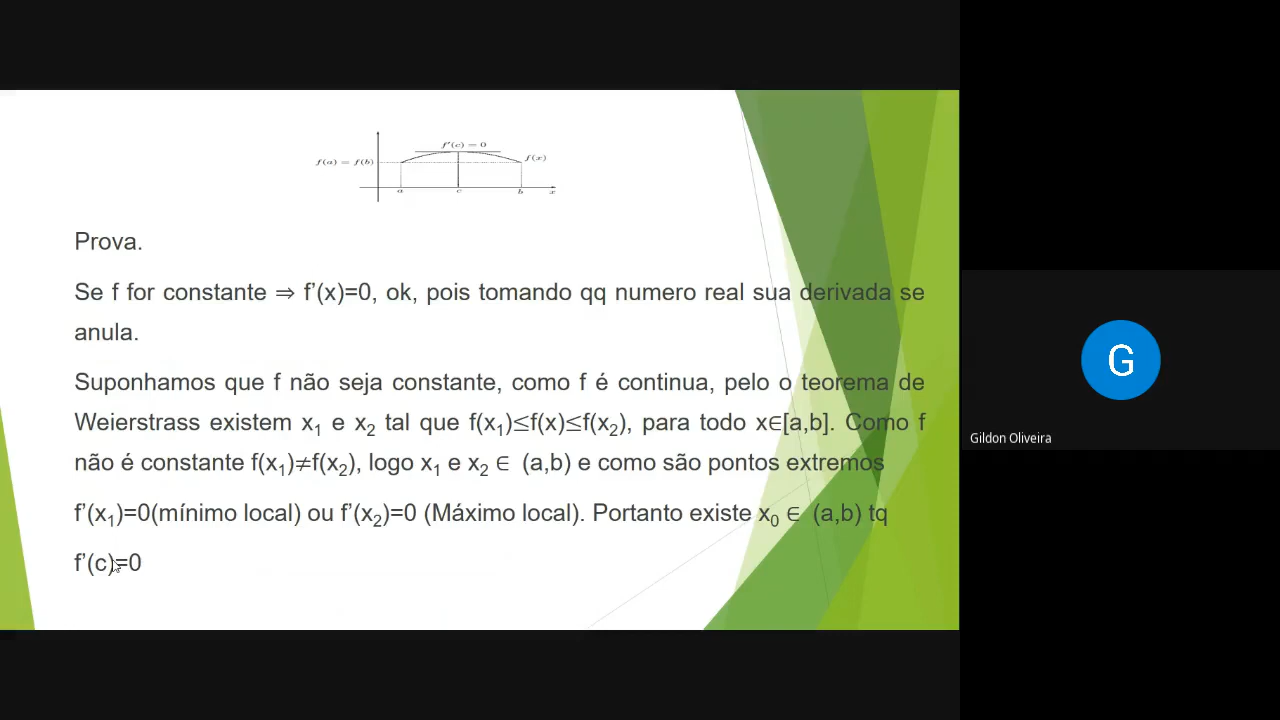 f'(c) = 0
f(a) = f(b)
f(x)
a
c
b
x
Prova.
Se f for constante ⇒ f’(x)=0, ok, pois tomando qq numero real sua derivada se
anula.
Suponhamos que f não seja constante, como f é continua, pelo o teorema de
Weierstrass existem x₁ e x₂ tal que f(x₁)≤f(x)≤f(x₂), para todo x∈[a,b]. Como f
não é constante f(x₁)≠f(x₂), logo x₁ e x₂ ∈ (a,b) e como são pontos extremos
f’(x₁)=0(mínimo local) ou f’(x₂)=0 (Máximo local). Portanto existe x₀ ∈ (a,b) tq
f’(c)=0
G
Gildon Oliveira